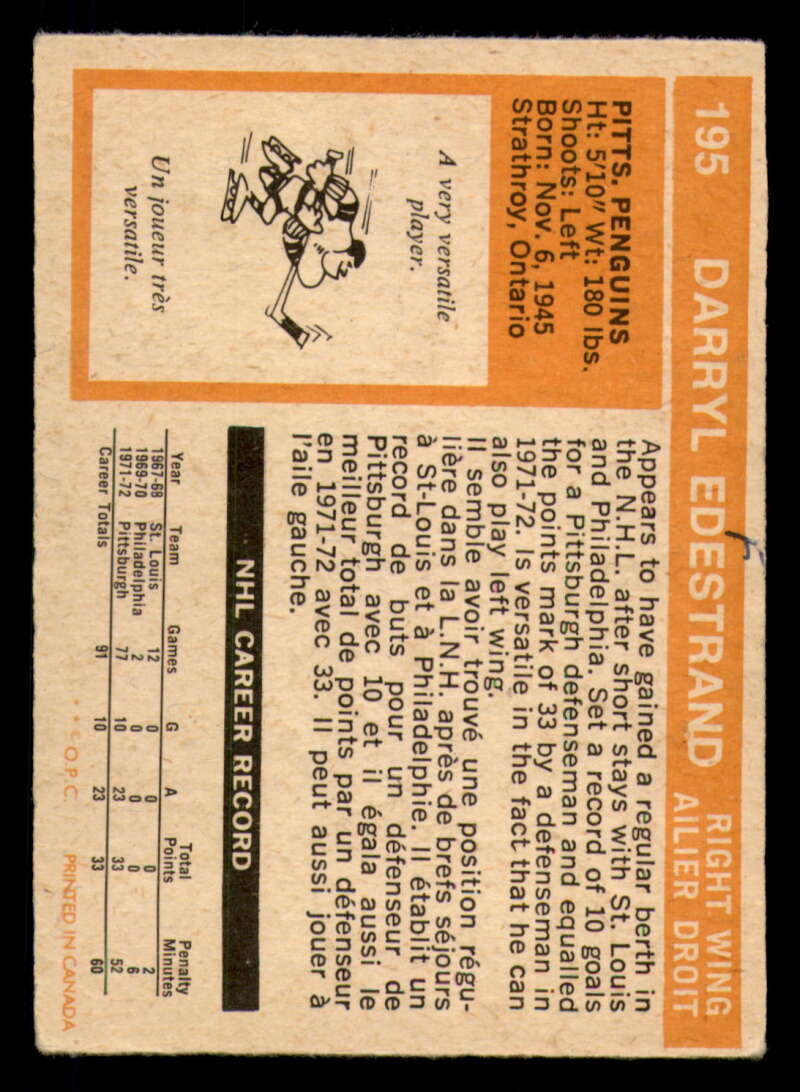 195 DARRYL EDESTRAND RIGHT WING
AILIER DROIT
PITTS. PENGUINS
Ht: 5/10" Wt: 180 lbs.
Shoots: Left
Born: Nov. 6, 1945
Strathroy, Ontario
A very versatile
player.
Un joueur très
versatile.
Appears to have gained a regular berth in
the N.H.L. after short stays with St. Louis
and Philadelphia. Set a record of 10 goals
for a Pittsburgh defenseman and equalled
the points mark of 33 by a defenseman in
1971-72. Is versatile in the fact that he can
also play left wing.
Il semble avoir trouvé une position régu-
lière dans la L.N.H. après de brefs séjours
à St-Louis et à Philadelphie. Il établit un
record de buts pour un défenseur de
Pittsburgh avec 10 et il égala aussi le
meilleur total de points par un défenseur
en 1971-72 avec 33. Il peut aussi jouer à
l'aile gauche.
NHL CAREER RECORD
Year Team Games G A Total Points Penalty Minutes
1967-68 St. Louis 12 0 0 0 2
1969-70 Philadelphia 2 0 0 0 6
1971-72 Pittsburgh 77 10 23 33 52
Career Totals 91 10 23 33 60
* * © O.P.C. PRINTED IN CANADA